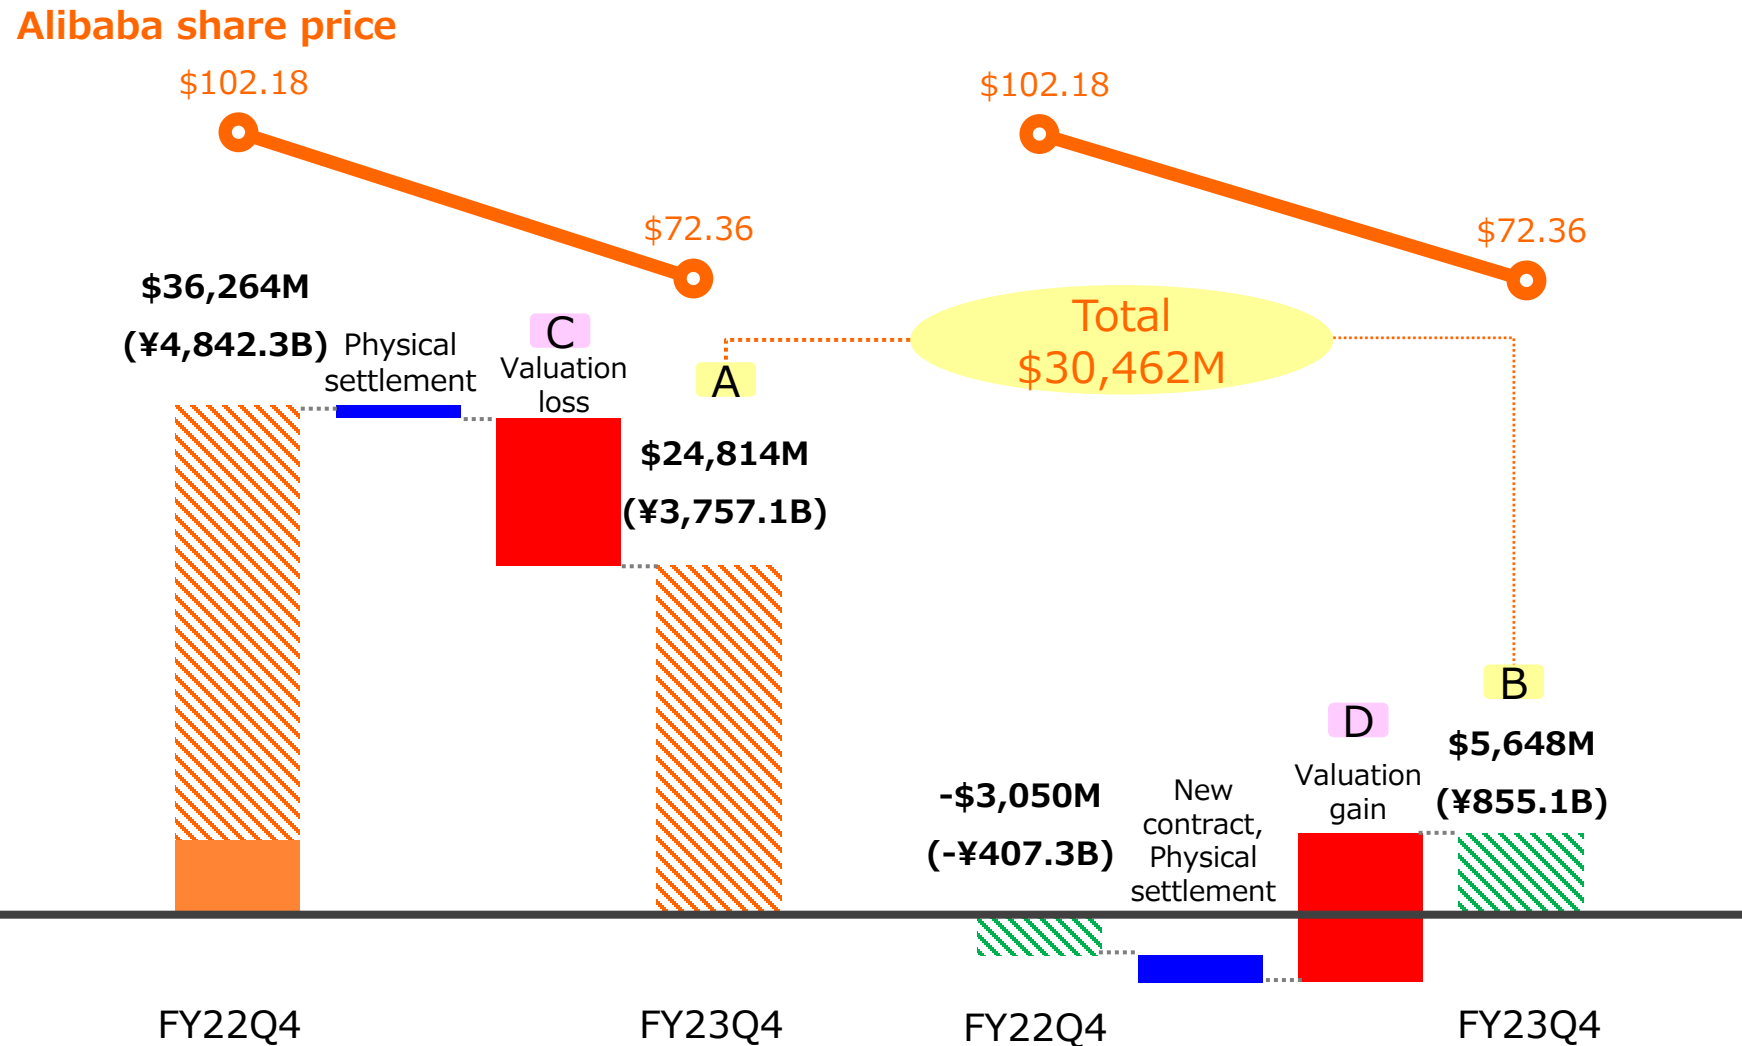 Alibaba share price
$102.18
$72.36
$36,264M
(¥4,842.3B)
Physical
settlement
C
Valuation
loss
A
$24,814M
(¥3,757.1B)
Total
$30,462M
$102.18
$72.36
-$3,050M
(-¥407.3B)
New
contract,
Physical
settlement
D
Valuation
gain
B
$5,648M
(¥855.1B)
FY22Q4
FY23Q4
FY22Q4
FY23Q4